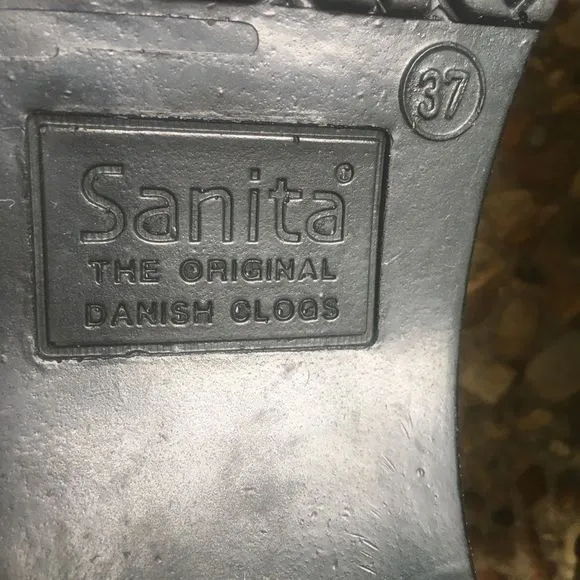 37
Sanita®
THE ORIGINAL
DANISH CLOGS